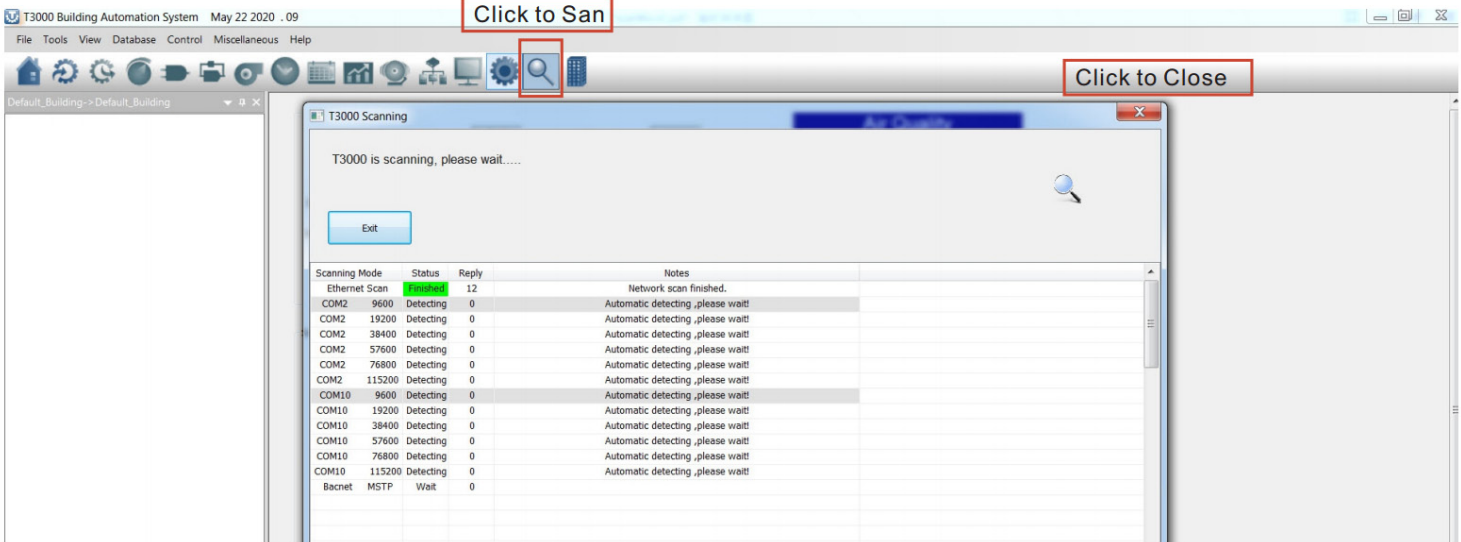 T3000 Building Automation System May 22 2020 . 09
Click to San
File Tools View Database Control Miscellaneous Help
Click to Close
Default_Building->Default_Building
T3000 Scanning
Air Quality
T3000 is scanning, please wait.....
Exit
Scanning Mode Status Reply Notes
Ethernet Scan Finished 12 Network scan finished.
COM2 9600 Detecting 0 Automatic detecting ,please wait!
COM2 19200 Detecting 0 Automatic detecting ,please wait!
COM2 38400 Detecting 0 Automatic detecting ,please wait!
COM2 57600 Detecting 0 Automatic detecting ,please wait!
COM2 76800 Detecting 0 Automatic detecting ,please wait!
COM2 115200 Detecting 0 Automatic detecting ,please wait!
COM10 9600 Detecting 0 Automatic detecting ,please wait!
COM10 19200 Detecting 0 Automatic detecting ,please wait!
COM10 38400 Detecting 0 Automatic detecting ,please wait!
COM10 57600 Detecting 0 Automatic detecting ,please wait!
COM10 76800 Detecting 0 Automatic detecting ,please wait!
COM10 115200 Detecting 0 Automatic detecting ,please wait!
Bacnet MSTP Wait 0